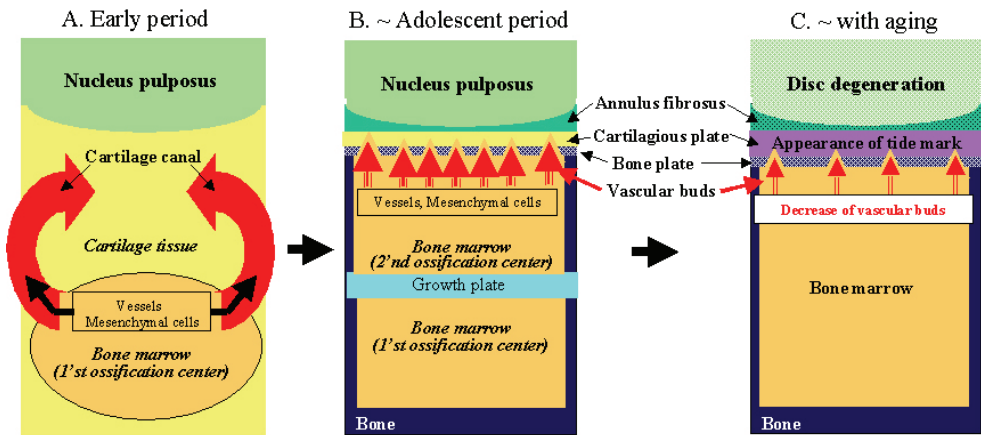 A. Early period
Nucleus pulposus
Cartilage canal
Cartilage tissue
Vessels
Mesenchymal cells
Bone marrow
(1'st ossification center)
B. ~ Adolescent period
Nucleus pulposus
Vessels, Mesenchymal cells
Bone marrow
(2'nd ossification center)
Growth plate
Bone marrow
(1'st ossification center)
Bone
Annulus fibrosus
Cartilagious plate
Bone plate
Vascular buds
C. ~ with aging
Disc degeneration
Appearance of tide mark
Decrease of vascular buds
Bone marrow
Bone